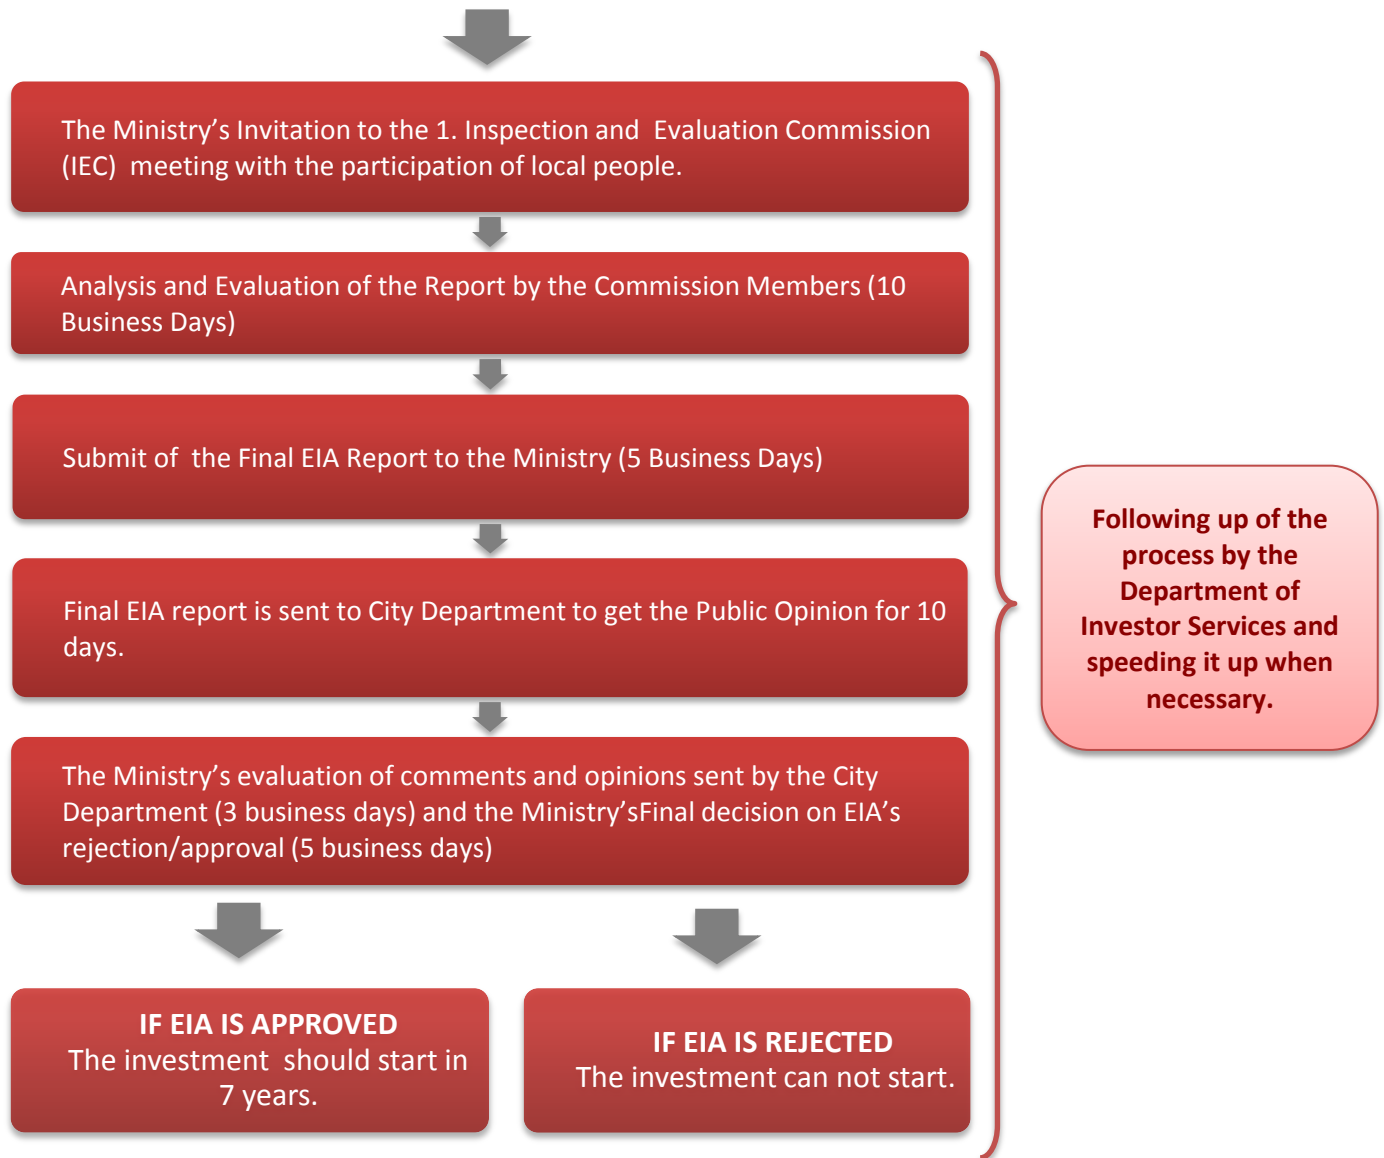 The Ministry’s Invitation to the 1. Inspection and Evaluation Commission
(IEC) meeting with the participation of local people.
Analysis and Evaluation of the Report by the Commission Members (10
Business Days)
Submit of the Final EIA Report to the Ministry (5 Business Days)
Final EIA report is sent to City Department to get the Public Opinion for 10
days.
The Ministry’s evaluation of comments and opinions sent by the City
Department (3 business days) and the Ministry’sFinal decision on EIA’s
rejection/approval (5 business days)
IF EIA IS APPROVED
The investment should start in
7 years.
IF EIA IS REJECTED
The investment can not start.
Following up of the
process by the
Department of
Investor Services and
speeding it up when
necessary.